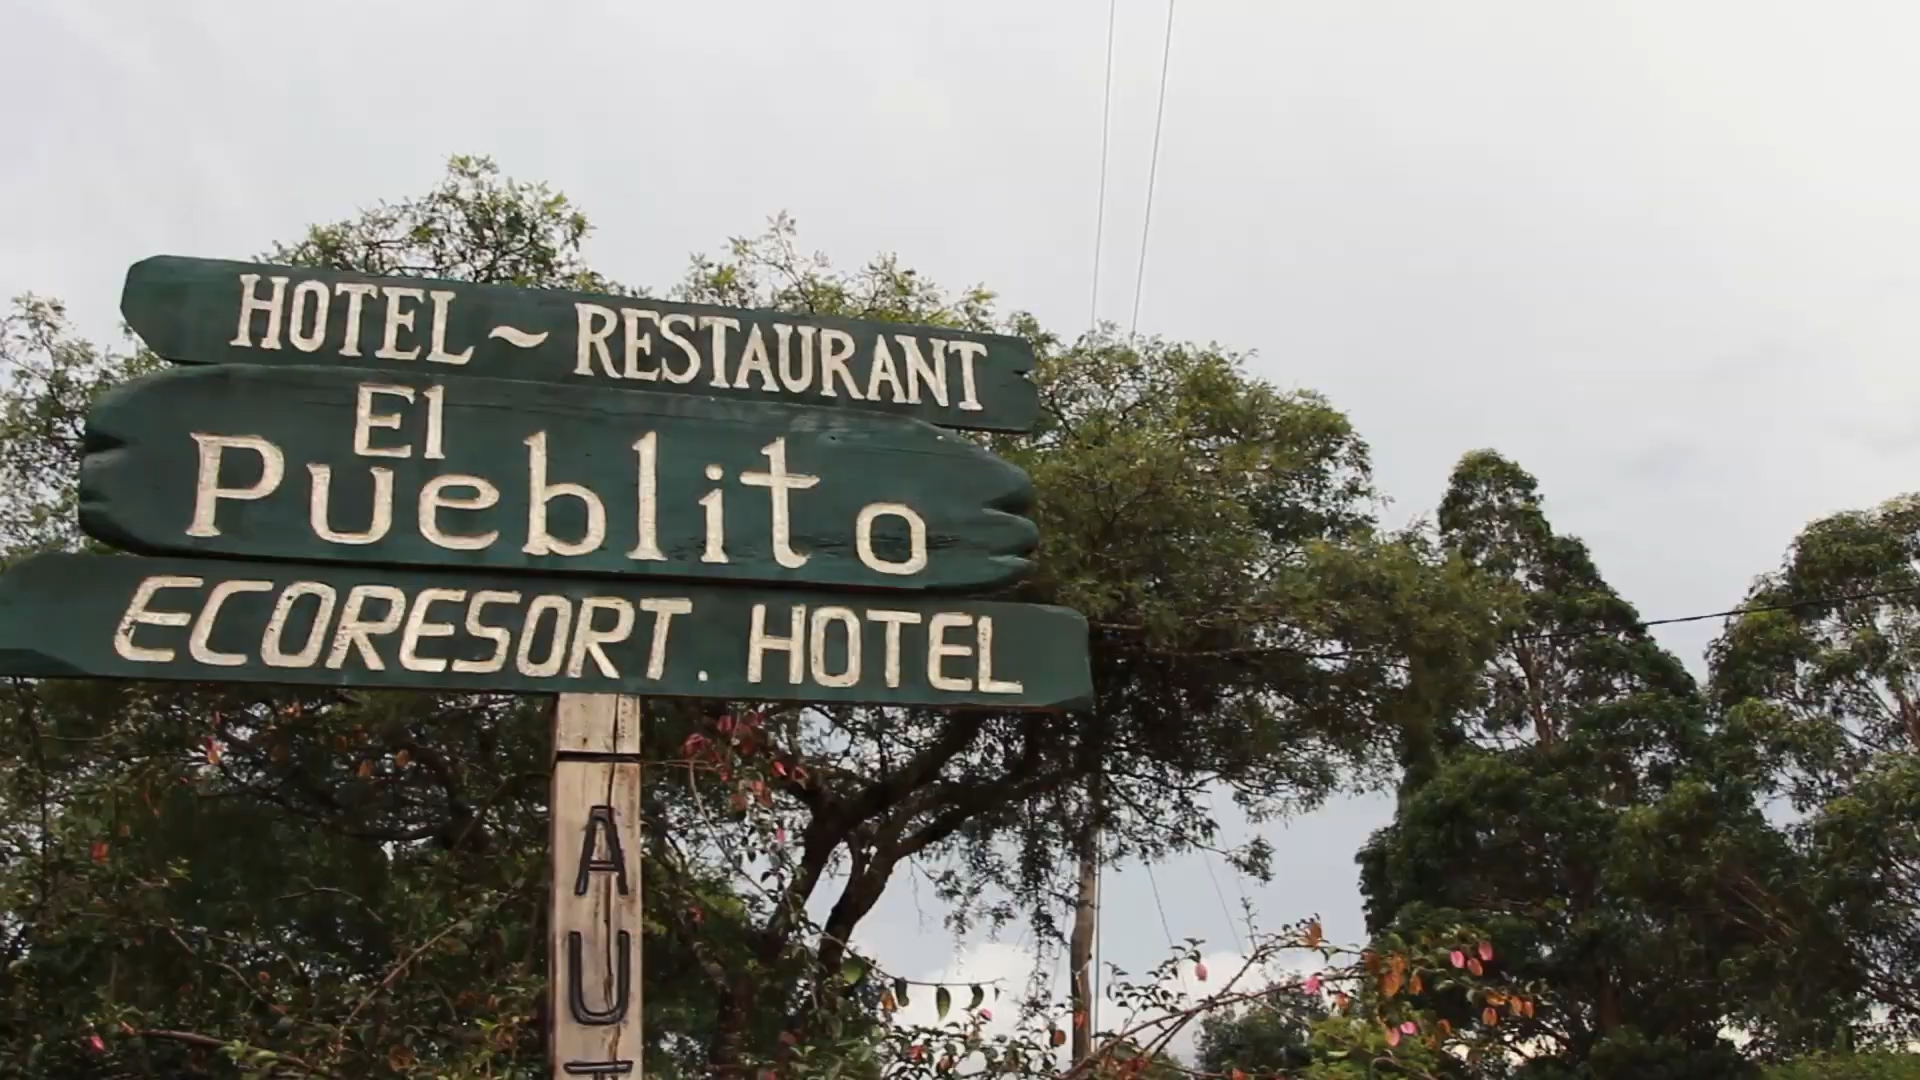 HOTEL ~ RESTAURANT
El
Pueblito
ECORESORT. HOTEL
A
U
T